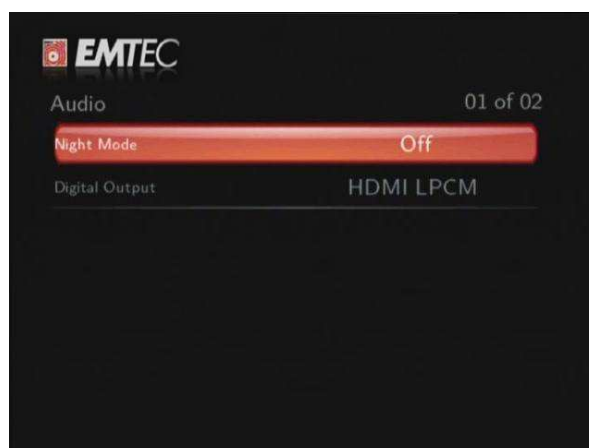 EMTEC
Audio 01 of 02
Night Mode Off
Digital Output HDMI LPCM